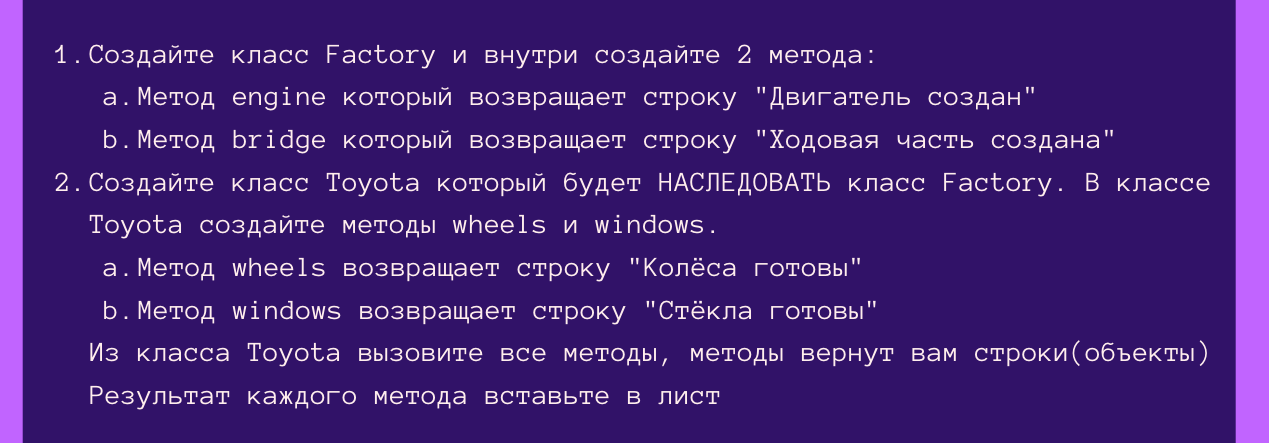 1. Создайте класс Factory и внутри создайте 2 метода:
a. Метод engine который возвращает строку "Двигатель создан"
b. Метод bridge который возвращает строку "Ходовая часть создана"
2. Создайте класс Toyota который будет НАСЛЕДОВАТЬ класс Factory. В классе
Toyota создайте методы wheels и windows.
a. Метод wheels возвращает строку "Колёса готовы"
b. Метод windows возвращает строку "Стёкла готовы"
Из класса Toyota вызовите все методы, методы вернут вам строки(объекты)
Результат каждого метода вставьте в лист